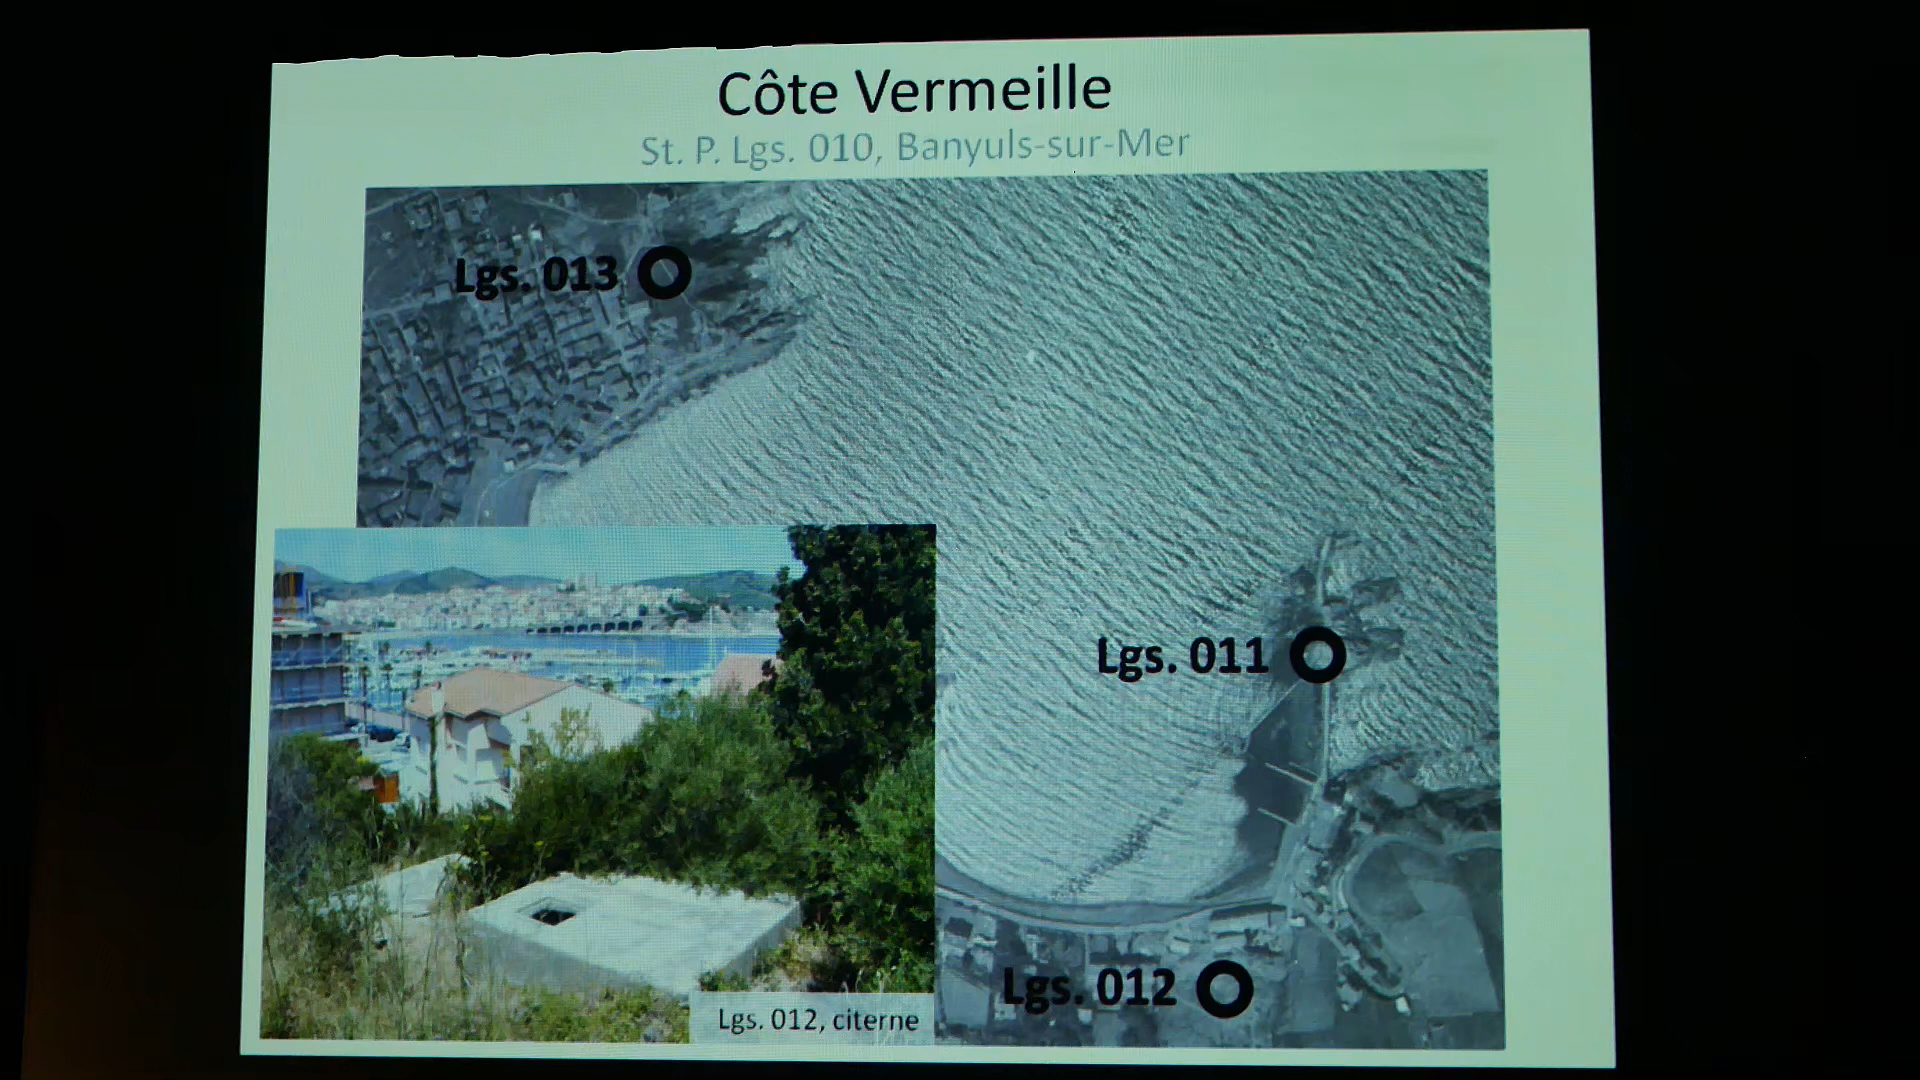 Côte Vermeille
St. P. Lgs. 010, Banyuls-sur-Mer
Lgs. 013
Lgs. 011
Lgs. 012
Lgs. 012, citerne